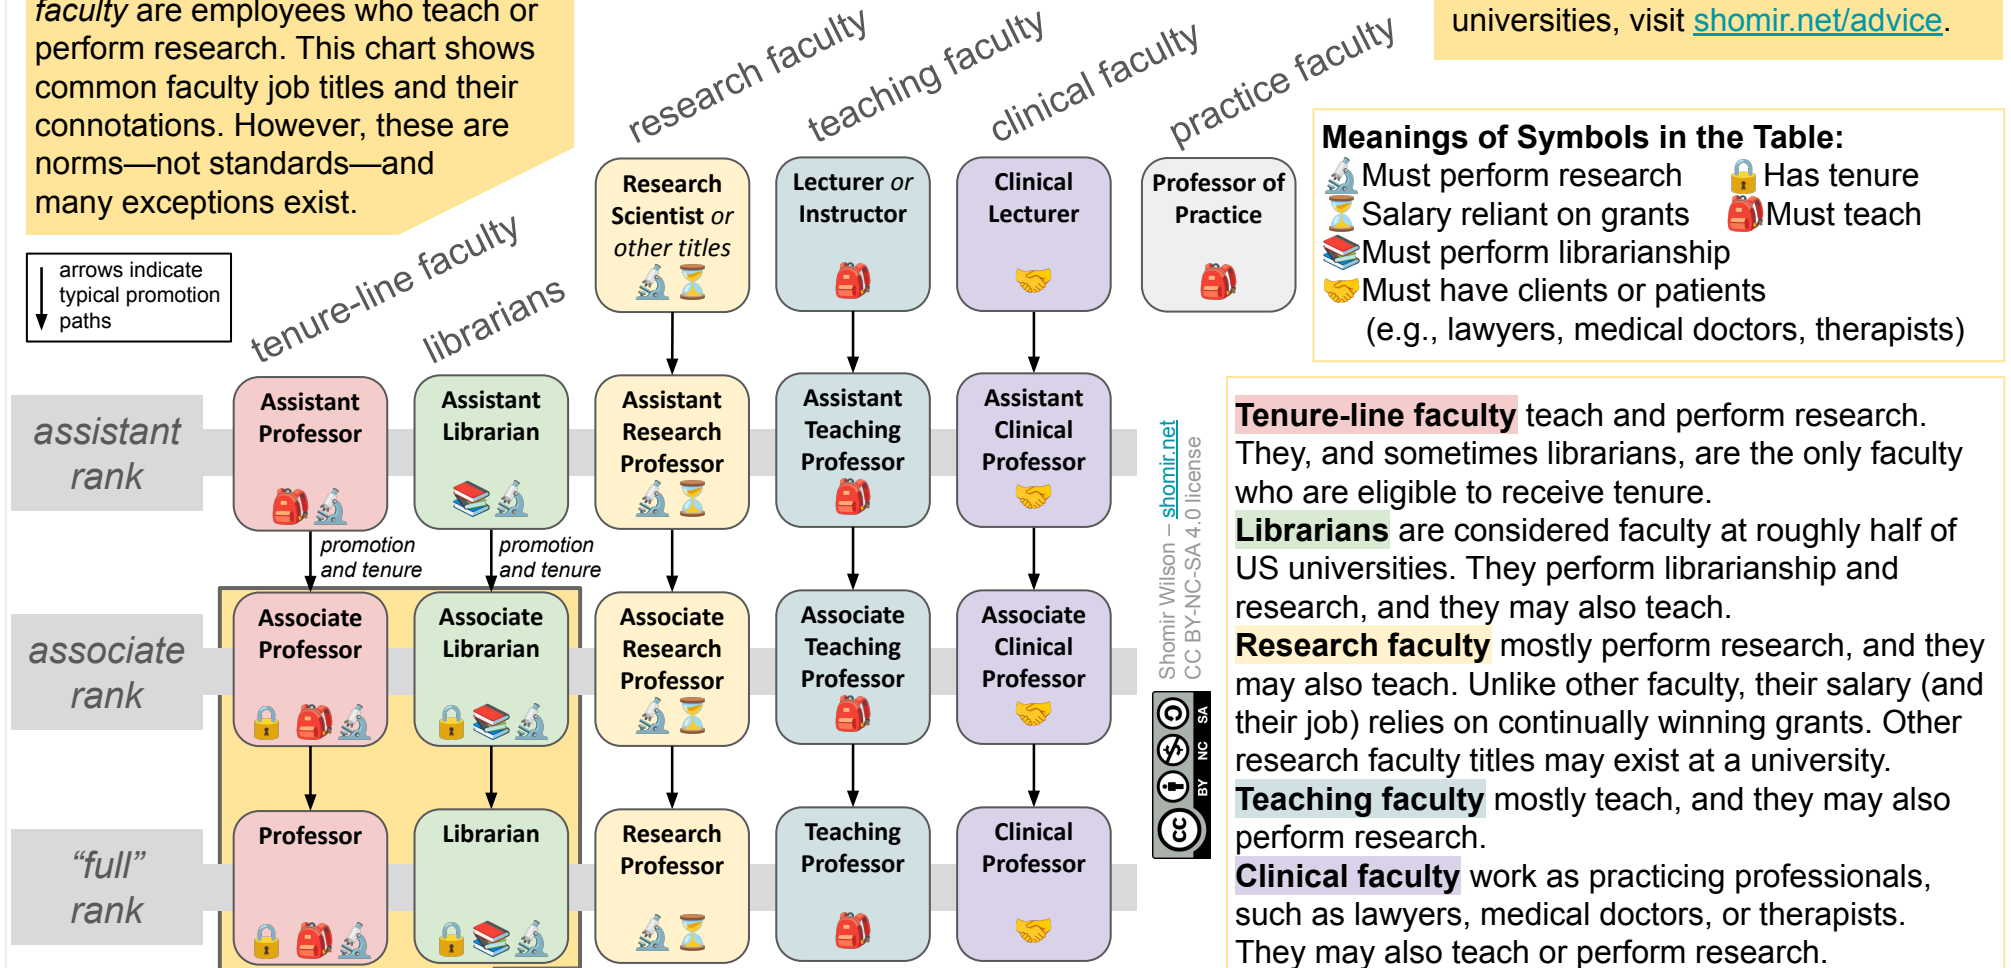 faculty are employees who teach or
perform research. This chart shows
common faculty job titles and their
connotations. However, these are
norms—not standards—and
many exceptions exist.
universities, visit shomir.net/advice.
arrows indicate
typical promotion
paths
tenure-line faculty
librarians
research faculty
teaching faculty
clinical faculty
practice faculty
Meanings of Symbols in the Table:
Must perform research
Has tenure
Salary reliant on grants
Must teach
Must perform librarianship
Must have clients or patients
(e.g., lawyers, medical doctors, therapists)
Research
Scientist or
other titles
Lecturer or
Instructor
Clinical
Lecturer
Professor of
Practice
assistant
rank
Assistant
Professor
Assistant
Librarian
Assistant
Research
Professor
Assistant
Teaching
Professor
Assistant
Clinical
Professor
promotion
and tenure
promotion
and tenure
associate
rank
Associate
Professor
Associate
Librarian
Associate
Research
Professor
Associate
Teaching
Professor
Associate
Clinical
Professor
"full"
rank
Professor
Librarian
Research
Professor
Teaching
Professor
Clinical
Professor
Shomir Wilson – shomir.net
CC BY-NC-SA 4.0 license
cc
BY NC SA
Tenure-line faculty teach and perform research.
They, and sometimes librarians, are the only faculty
who are eligible to receive tenure.
Librarians are considered faculty at roughly half of
US universities. They perform librarianship and
research, and they may also teach.
Research faculty mostly perform research, and they
may also teach. Unlike other faculty, their salary (and
their job) relies on continually winning grants. Other
research faculty titles may exist at a university.
Teaching faculty mostly teach, and they may also
perform research.
Clinical faculty work as practicing professionals,
such as lawyers, medical doctors, or therapists.
They may also teach or perform research.